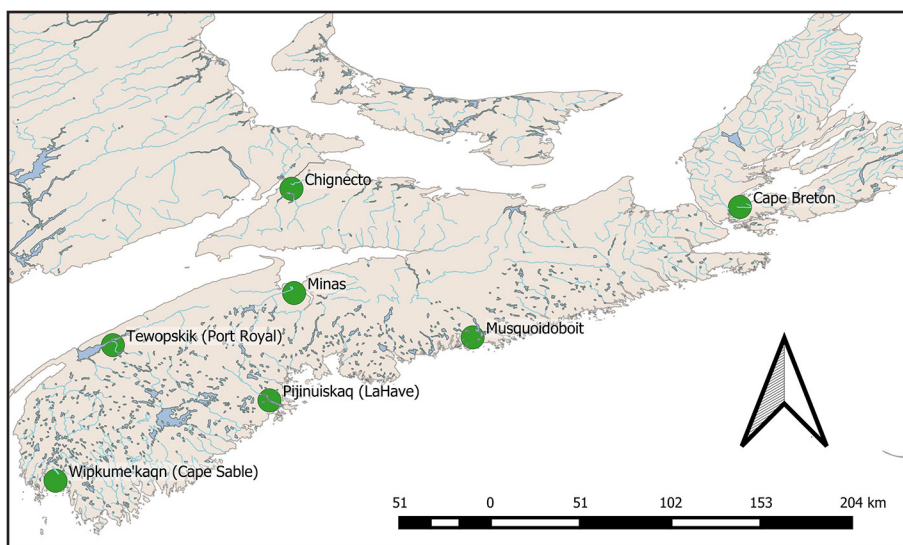 Chignecto
Cape Breton
Minas
Musquoidoboit
Tewopskik (Port Royal)
Pijinuiskaq (LaHave)
Wipkume'kaqn (Cape Sable)
51 0 51 102 153 204 km